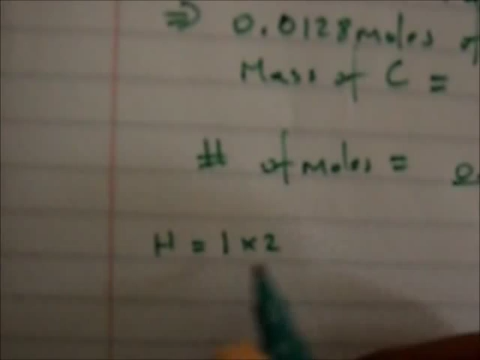 ⇒ 0.0128 moles of
Mass of C =
# of moles =
H = 1 × 2